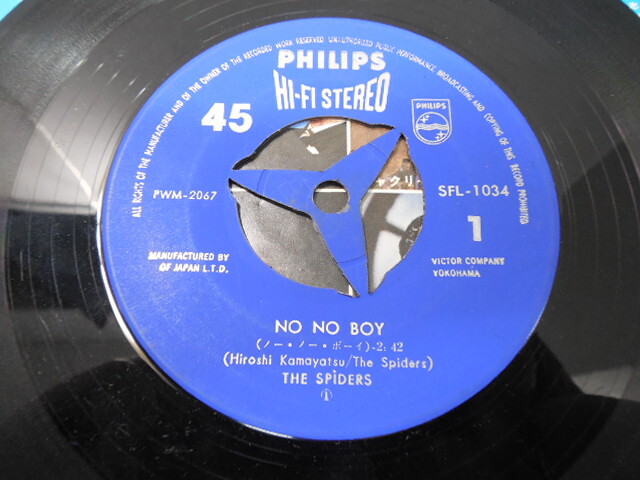 ALL RIGHTS OF THE MANUFACTURER AND OF THE OWNER OF THE RECORDED WORK RESERVED UNAUTHORIZED PUBLIC PERFORMANCE BROADCASTING AND COPYING OF THIS RECORD PROHIBITED
PHILIPS
HI-FI STEREO
45
PHILIPS
PWM-2067
SFL-1034
1
MANUFACTURED BY
OF JAPAN L.T.D.
VICTOR COMPANY
YOKOHAMA
NO NO BOY
(ノー・ノー・ボーイ)-2:42
(Hiroshi Kamayatsu/The Spiders)
THE SPIDERS